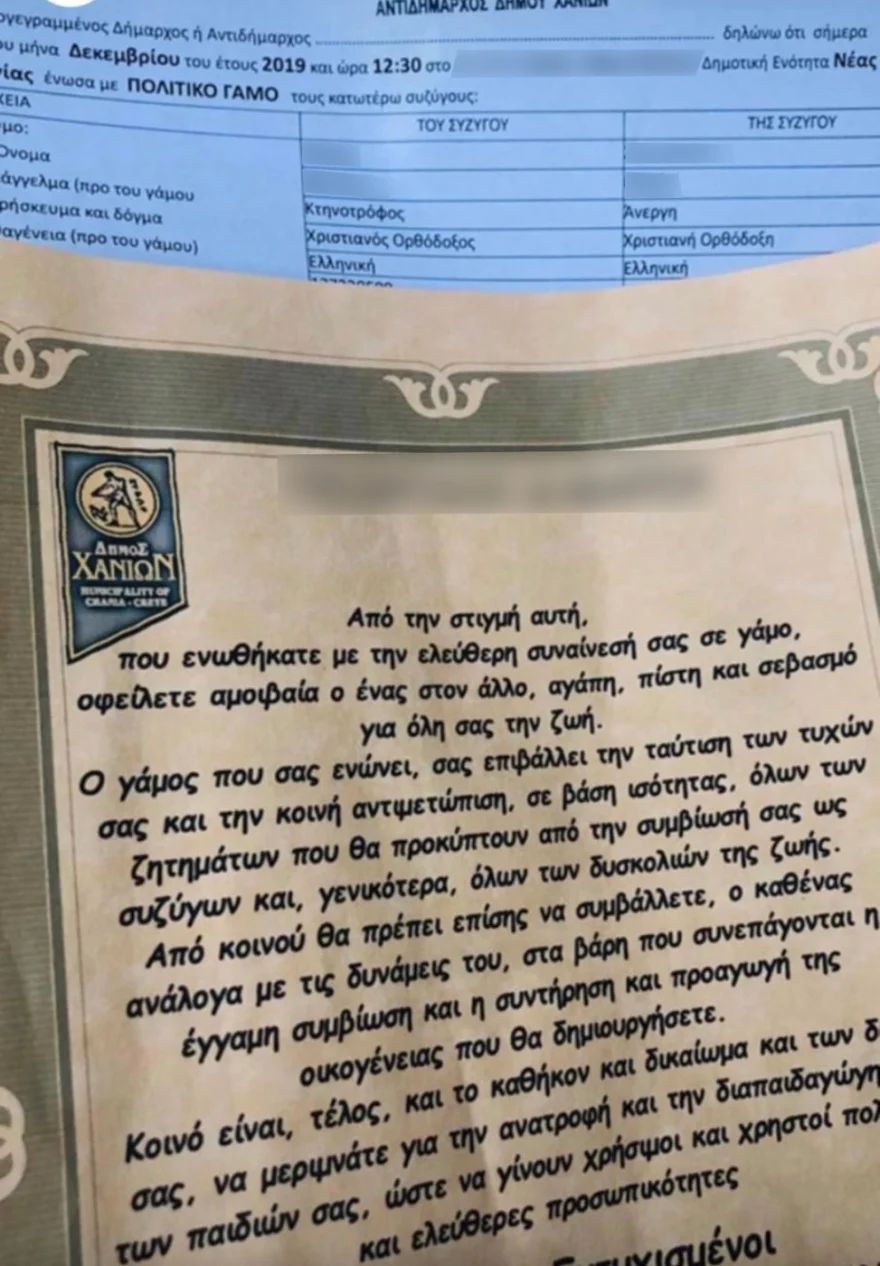 ΑΝΤΙΔΗΜΑΡΧΟΣ ΔΗΜΟΥ ΧΑΝΙΩΝ
ογεγραμμένος Δήμαρχος ή Αντιδήμαρχος ........ δηλώνω ότι σήμερα
ου μήνα Δεκεμβρίου του έτους 2019 και ώρα 12:30 στο Δημοτική Ενότητα Νέας
ίας ένωσα με ΠΟΛΙΤΙΚΟ ΓΑΜΟ τους κατωτέρω συζύγους:
ΧΕΙΑ ΤΟΥ ΣΥΖΥΓΟΥ ΤΗΣ ΣΥΖΥΓΟΥ
μο:
Όνομα
άγγελμα (προ του γάμου Κτηνοτρόφος Άνεργη
ρήσκευμα και δόγμα Χριστιανός Ορθόδοξος Χριστιανή Ορθόδοξη
αγένεια (προ του γάμου) Ελληνική Ελληνική
ΔΗΜΟΣ
ΧΑΝΙΩΝ
MUNICIPALITY OF
CHANIA - CRETE
Από την στιγμή αυτή,
που ενωθήκατε με την ελεύθερη συναίνεσή σας σε γάμο,
οφείλετε αμοιβαία ο ένας στον άλλο, αγάπη, πίστη και σεβασμό
για όλη σας την ζωή.
Ο γάμος που σας ενώνει, σας επιβάλλει την ταύτιση των τυχών
σας και την κοινή αντιμετώπιση, σε βάση ισότητας, όλων των
ζητημάτων που θα προκύπτουν από την συμβίωσή σας ως
συζύγων και, γενικότερα, όλων των δυσκολιών της ζωής.
Από κοινού θα πρέπει επίσης να συμβάλλετε, ο καθένας
ανάλογα με τις δυνάμεις του, στα βάρη που συνεπάγονται η
έγγαμη συμβίωση και η συντήρηση και προαγωγή της
οικογένειας που θα δημιουργήσετε.
Κοινό είναι, τέλος, και το καθήκον και δικαίωμα και των δ
σας, να μεριμνάτε για την ανατροφή και την διαπαιδαγώγη
των παιδιών σας, ώστε να γίνουν χρήσιμοι και χρηστοί πολ
και ελεύθερες προσωπικότητες